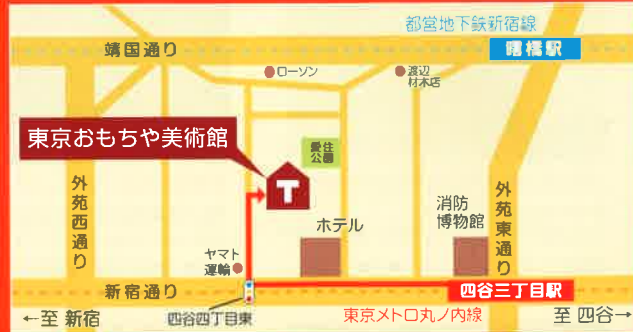 都営地下鉄新宿線
靖国通り
曙橋駅
ローソン
渡辺
材木店
東京おもちゃ美術館
愛住
公園
T
外苑西通り
外苑東通り
消防
博物館
ホテル
ヤマト
運輸
新宿通り
四谷三丁目駅
←至 新宿
四谷四丁目東
東京メトロ丸ノ内線
至 四谷→